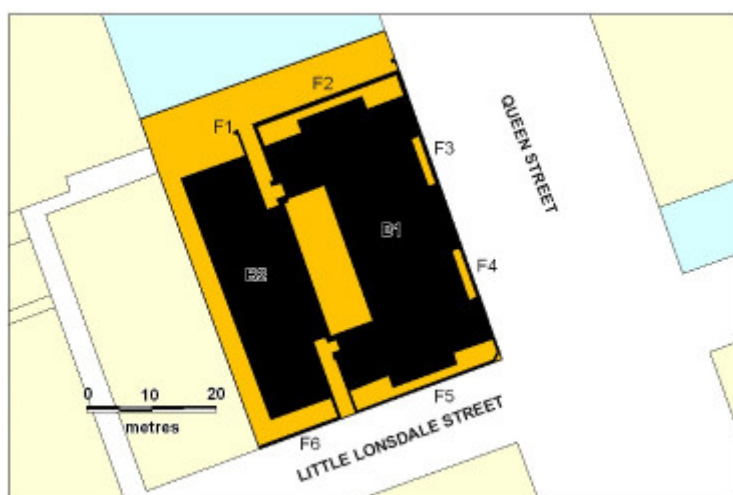 F2
F1
QUEEN STREET
F3
B1
F4
B2
0 10 20
metres
F5
F6
LITTLE LONSDALE STREET